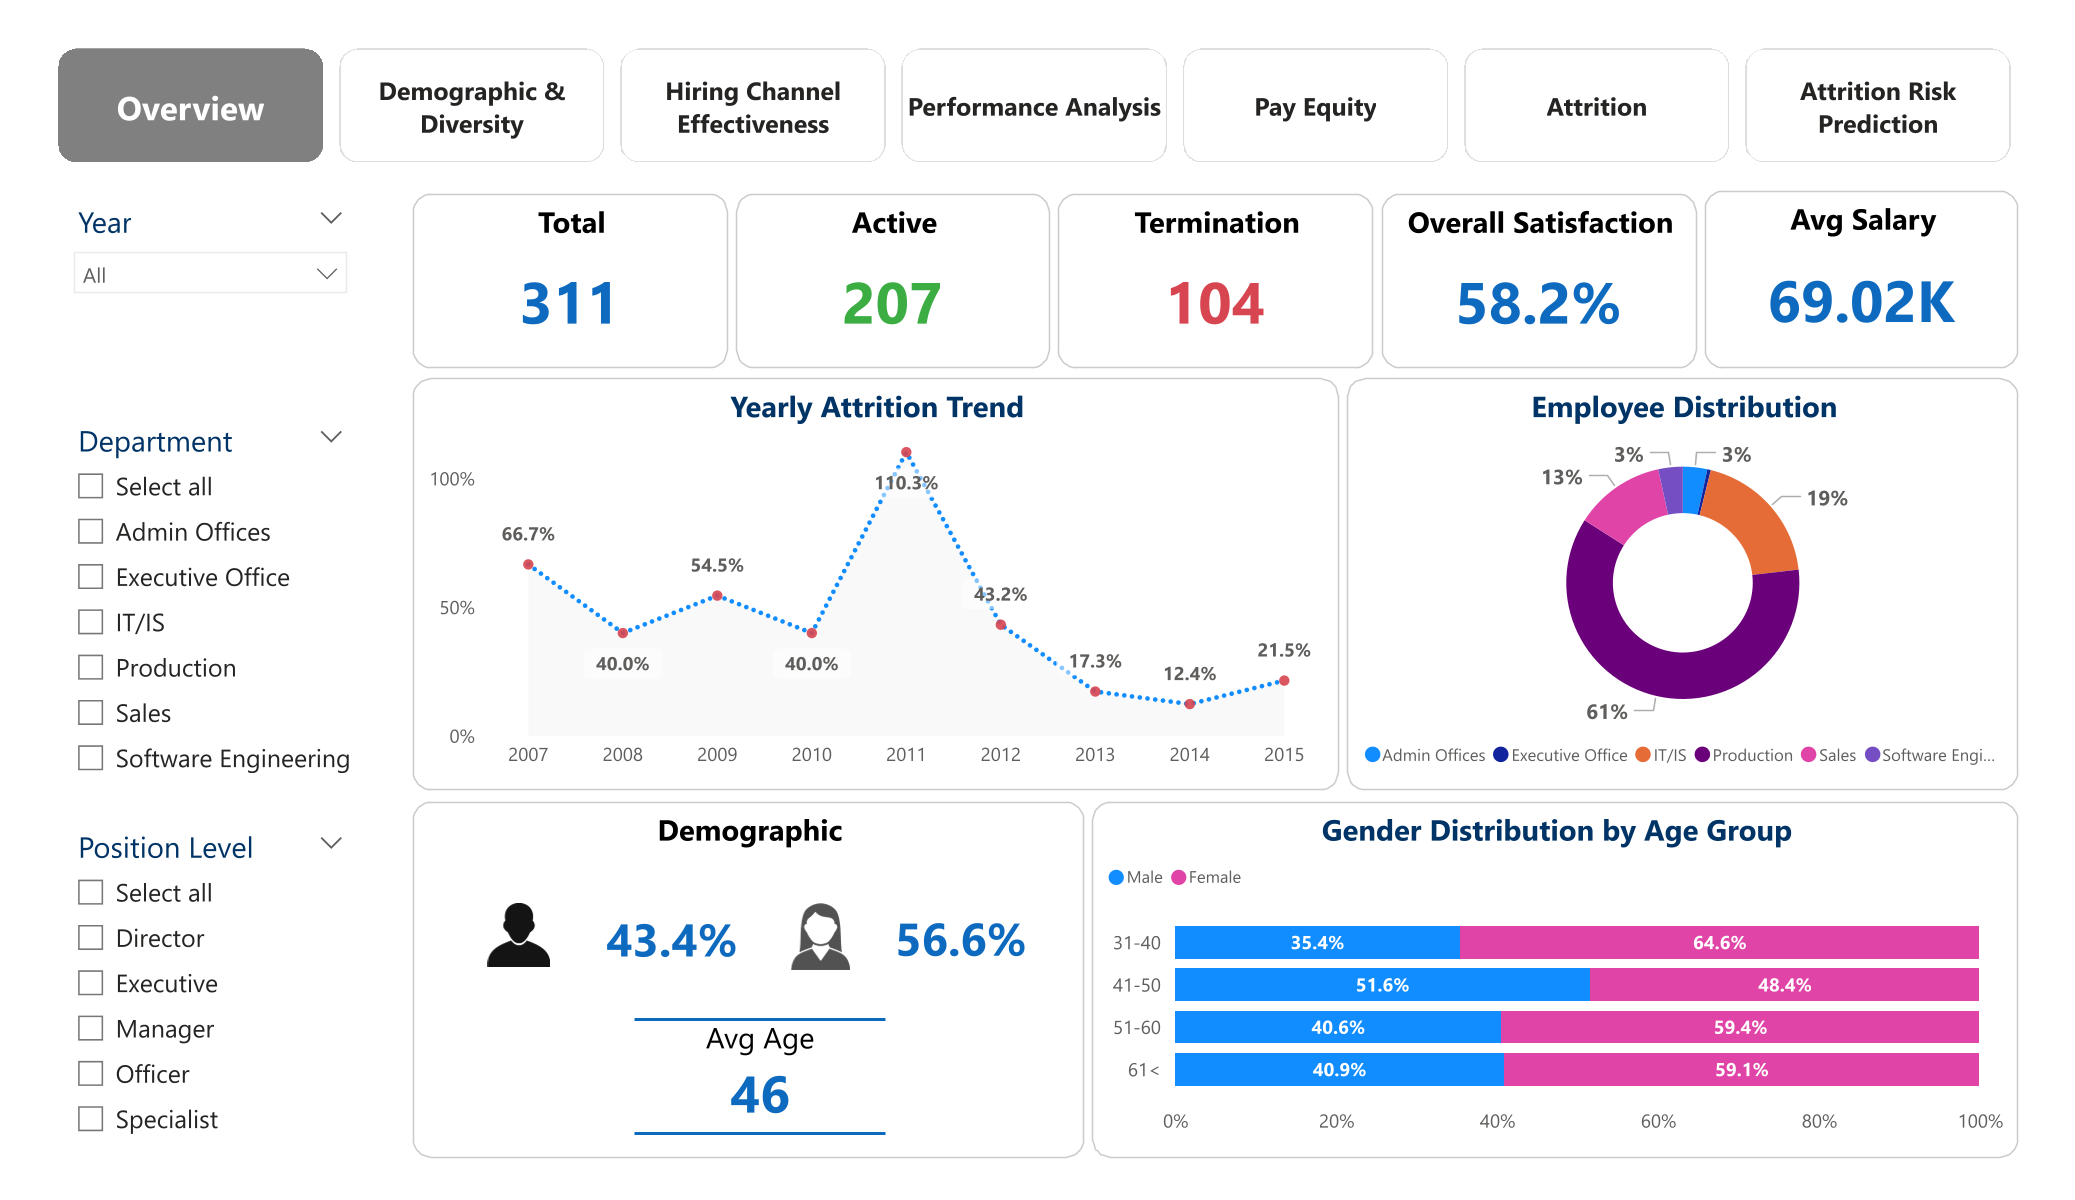 Overview
Demographic &
Diversity
Hiring Channel
Effectiveness
Performance Analysis
Pay Equity
Attrition
Attrition Risk
Prediction
Year
All
Department
Select all
Admin Offices
Executive Office
IT/IS
Production
Sales
Software Engineering
Position Level
Select all
Director
Executive
Manager
Officer
Specialist
Total
311
Active
207
Termination
104
Overall Satisfaction
58.2%
Avg Salary
69.02K
Yearly Attrition Trend
100%
50%
0%
66.7%
40.0%
54.5%
40.0%
110.3%
43.2%
17.3%
12.4%
21.5%
2007 2008 2009 2010 2011 2012 2013 2014 2015
Employee Distribution
3%
3%
13%
19%
61%
Admin Offices Executive Office IT/IS Production Sales Software Engi...
Demographic
43.4% 56.6%
Avg Age
46
Gender Distribution by Age Group
Male Female
31-40 35.4% 64.6%
41-50 51.6% 48.4%
51-60 40.6% 59.4%
61< 40.9% 59.1%
0% 20% 40% 60% 80% 100%